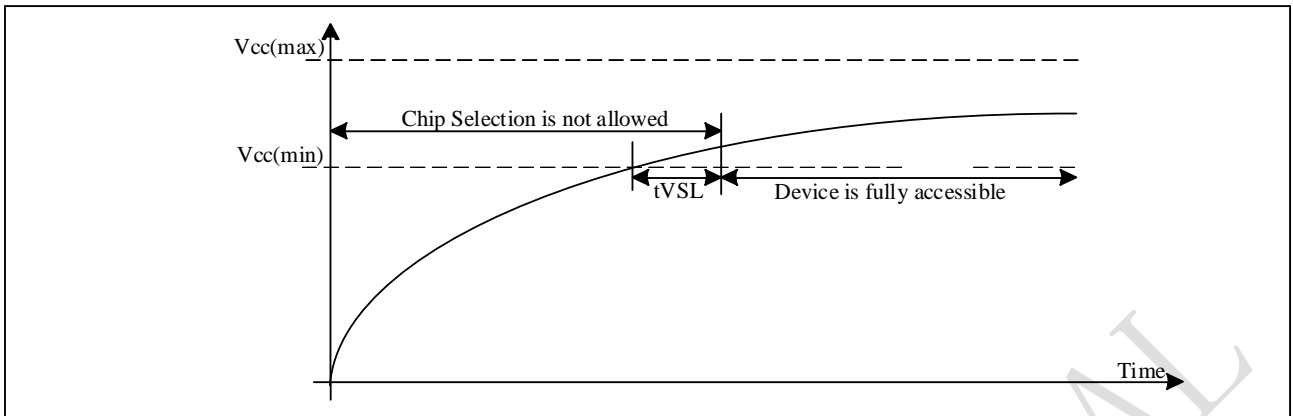 Vcc(max)
Chip Selection is not allowed
Vcc(min)
tVSL
Device is fully accessible
Time